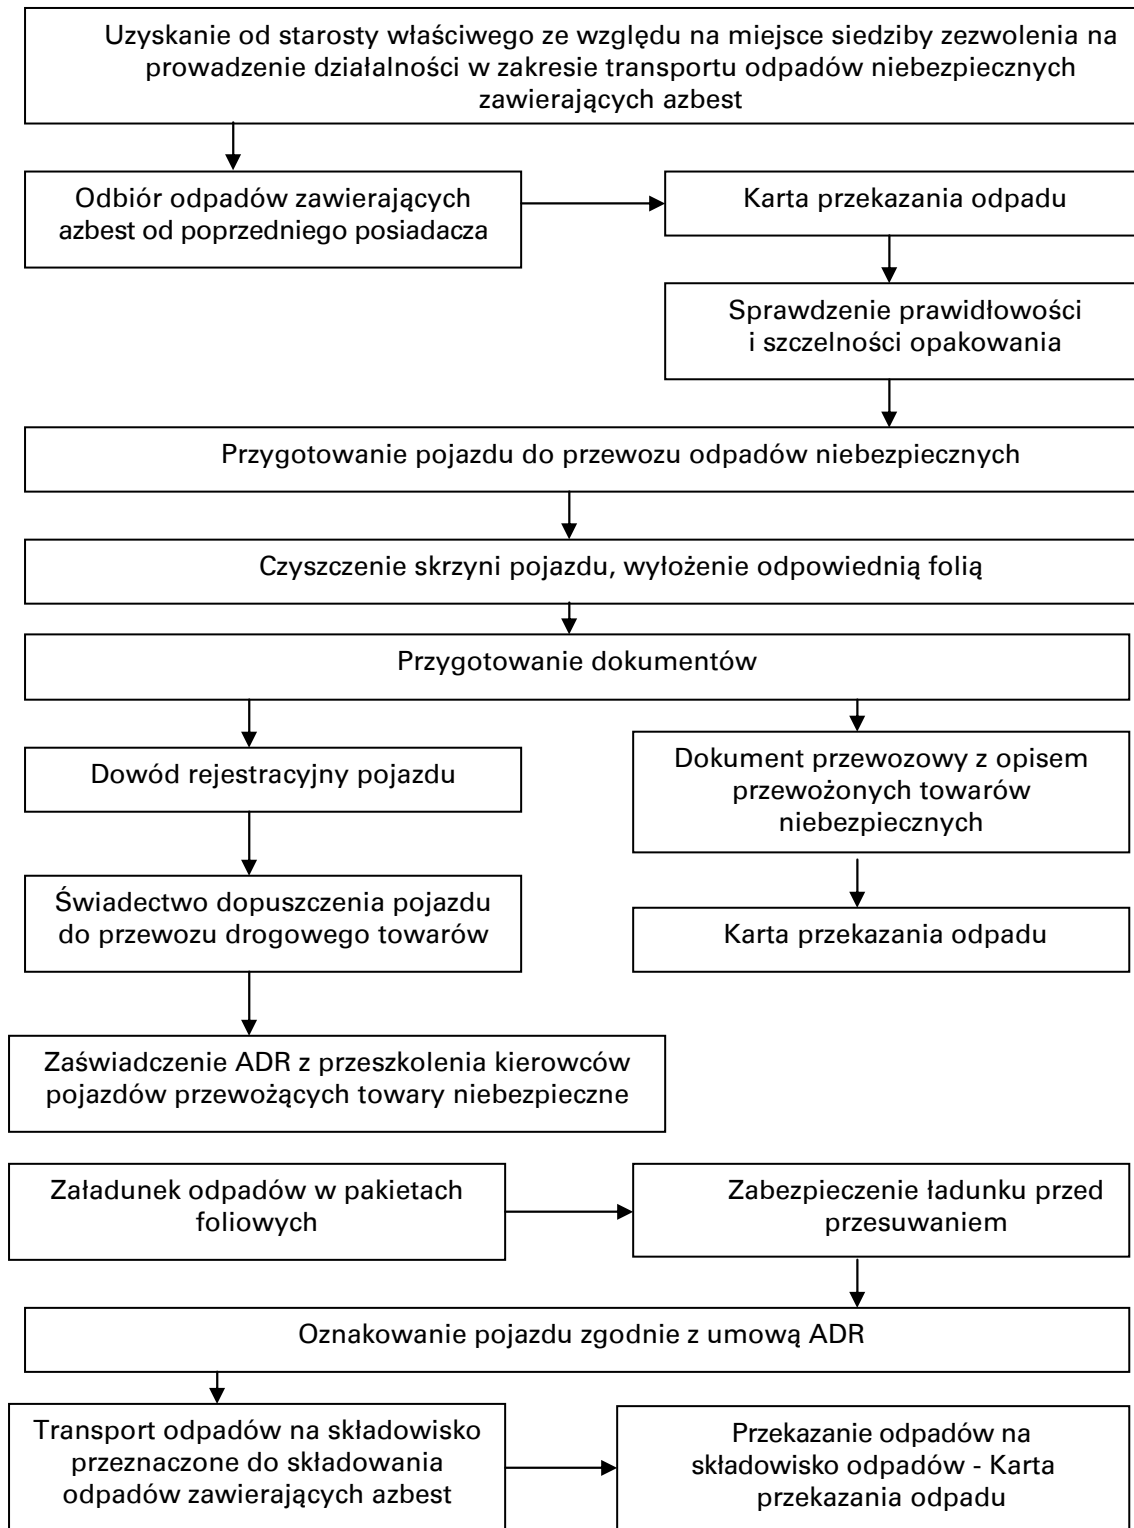 Uzyskanie od starosty właściwego ze względu na miejsce siedziby zezwolenia na
prowadzenie działalności w zakresie transportu odpadów niebezpiecznych
zawierających azbest
Odbiór odpadów zawierających
azbest od poprzedniego posiadacza
Karta przekazania odpadu
Sprawdzenie prawidłowości
i szczelności opakowania
Przygotowanie pojazdu do przewozu odpadów niebezpiecznych
Czyszczenie skrzyni pojazdu, wyłożenie odpowiednią folią
Przygotowanie dokumentów
Dowód rejestracyjny pojazdu
Dokument przewozowy z opisem
przewożonych towarów
niebezpiecznych
Świadectwo dopuszczenia pojazdu
do przewozu drogowego towarów
Karta przekazania odpadu
Zaświadczenie ADR z przeszkolenia kierowców
pojazdów przewożących towary niebezpieczne
Załadunek odpadów w pakietach
foliowych
Zabezpieczenie ładunku przed
przesuwaniem
Oznakowanie pojazdu zgodnie z umową ADR
Transport odpadów na składowisko
przeznaczone do składowania
odpadów zawierających azbest
Przekazanie odpadów na
składowisko odpadów - Karta
przekazania odpadu